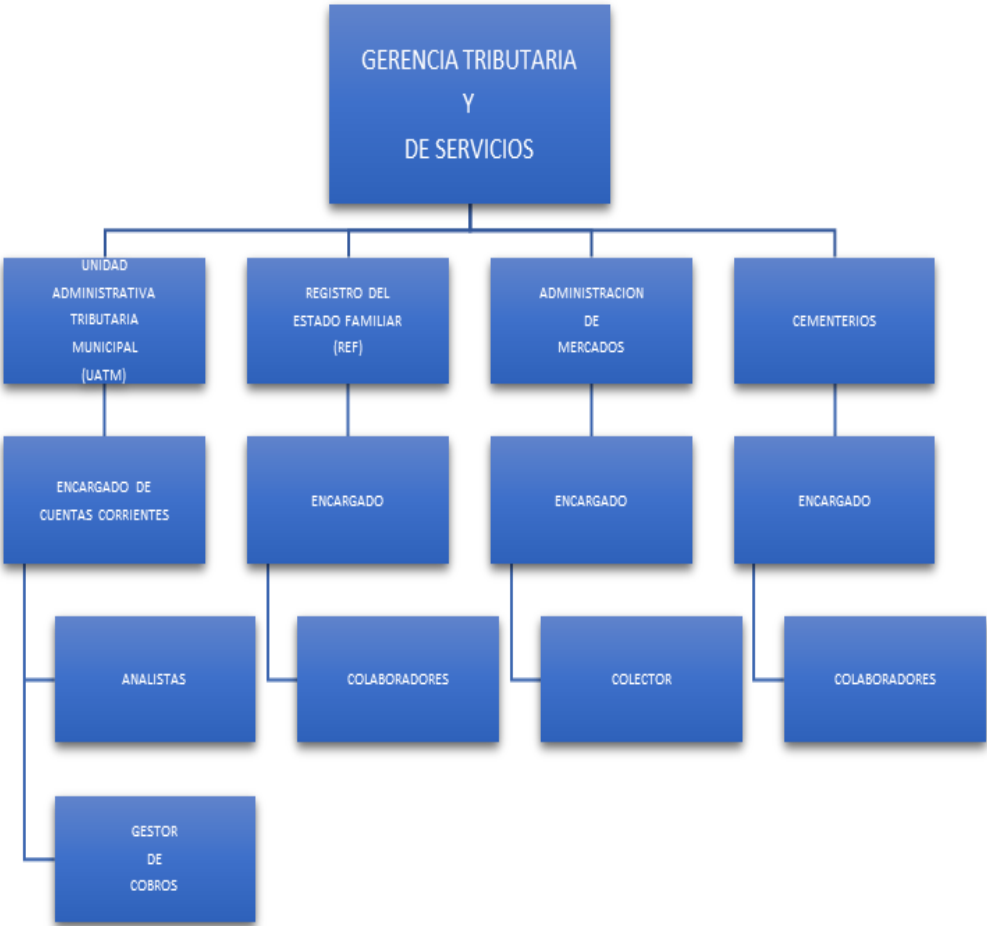 GERENCIA TRIBUTARIA
Y
DE SERVICIOS
UNIDAD
ADMINISTRATIVA
TRIBUTARIA
MUNICIPAL
(UATM)
REGISTRO DEL
ESTADO FAMILIAR
(REF)
ADMINISTRACION
DE
MERCADOS
CEMENTERIOS
ENCARGADO DE
CUENTAS CORRIENTES
ENCARGADO
ENCARGADO
ENCARGADO
ANALISTAS
COLABORADORES
COLECTOR
COLABORADORES
GESTOR
DE
COBROS